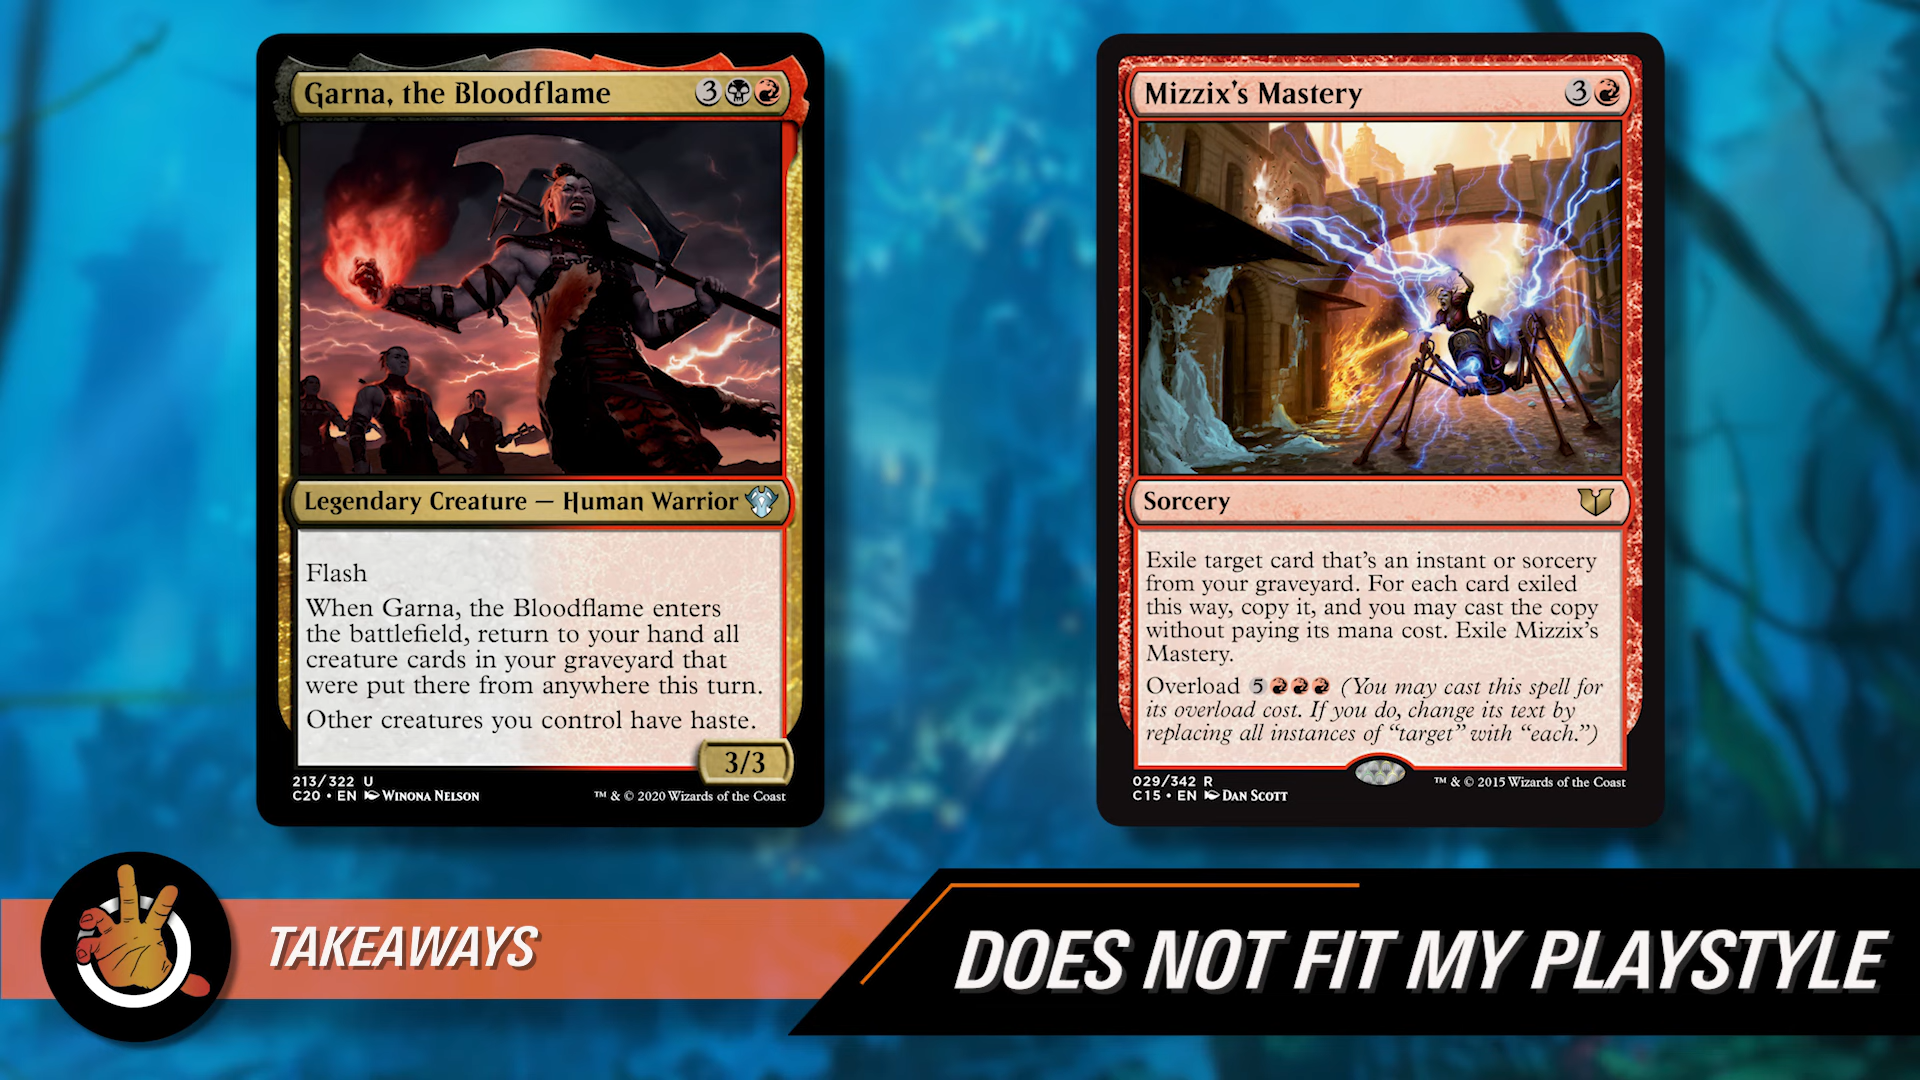 Garna, the Bloodflame
3
Legendary Creature — Human Warrior
Flash
When Garna, the Bloodflame enters
the battlefield, return to your hand all
creature cards in your graveyard that
were put there from anywhere this turn.
Other creatures you control have haste.
3/3
213/322 U
C20 • EN Winona Nelson
™ & © 2020 Wizards of the Coast
Mizzix's Mastery
3
Sorcery
Exile target card that's an instant or sorcery
from your graveyard. For each card exiled
this way, copy it, and you may cast the copy
without paying its mana cost. Exile Mizzix's
Mastery.
Overload 5 (You may cast this spell for
its overload cost. If you do, change its text by
replacing all instances of "target" with "each.")
029/342 R
C15 • EN Dan Scott
™ & © 2015 Wizards of the Coast
TAKEAWAYS
DOES NOT FIT MY PLAYSTYLE